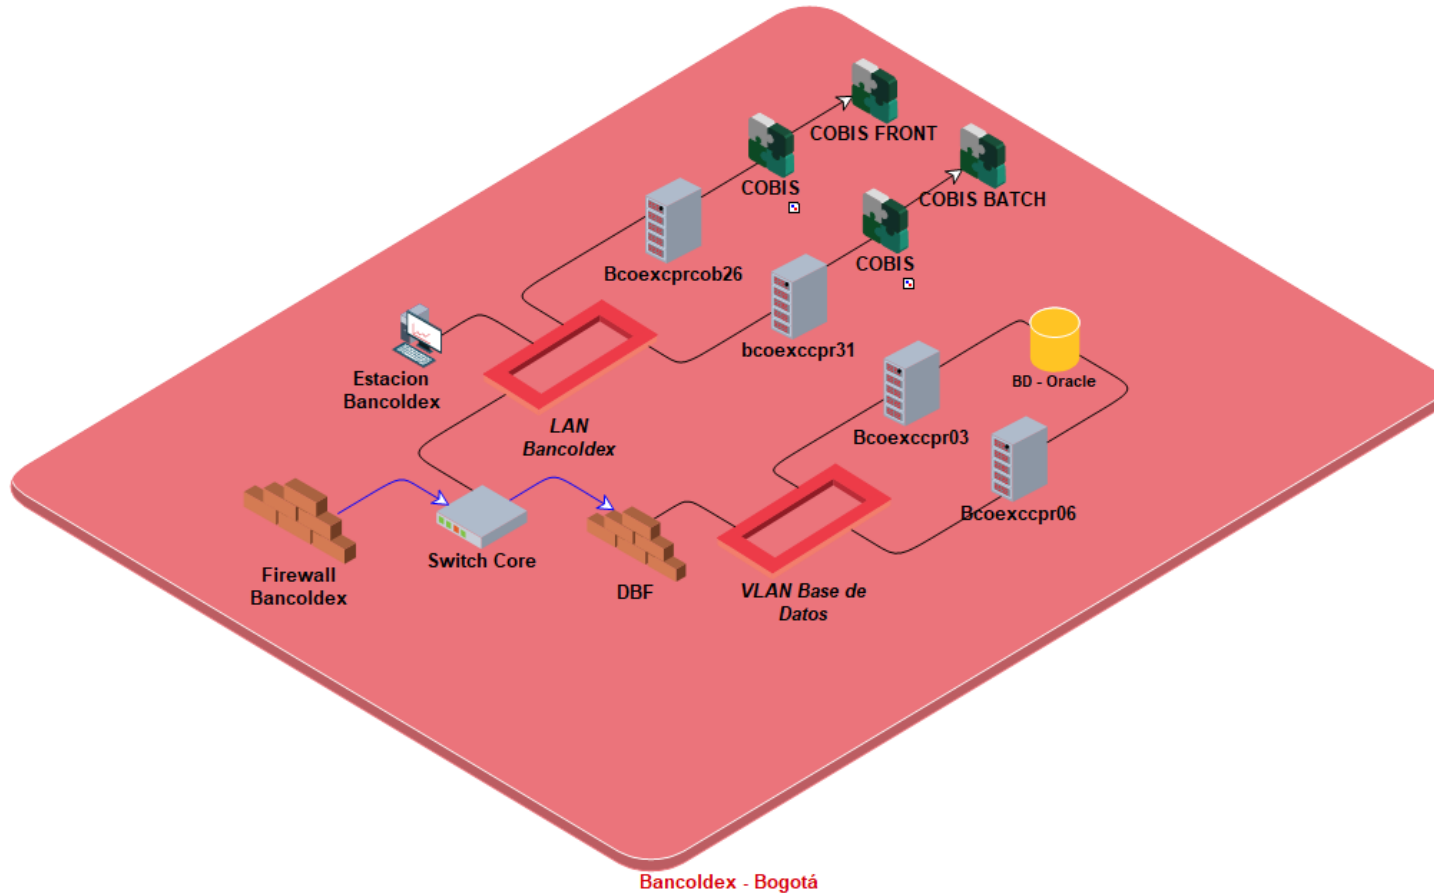 COBIS FRONT
COBIS
COBIS BATCH
Bcoexcprcob26
COBIS
bcoexccpr31
Estacion
Bancoldex
BD - Oracle
LAN
Bancoldex
Bcoexccpr03
Bcoexccpr06
Switch Core
Firewall
Bancoldex
DBF
VLAN Base de
Datos
Bancoldex - Bogotá